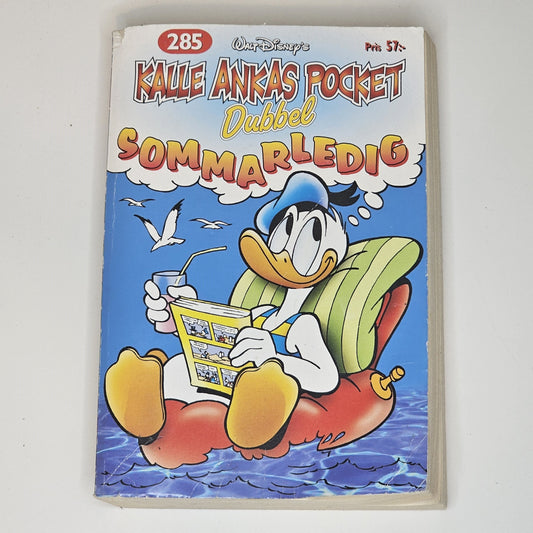 285
Walt Disney's
Pris 57:-
KALLE ANKAS POCKET
Dubbel
SOMMARLEDIG